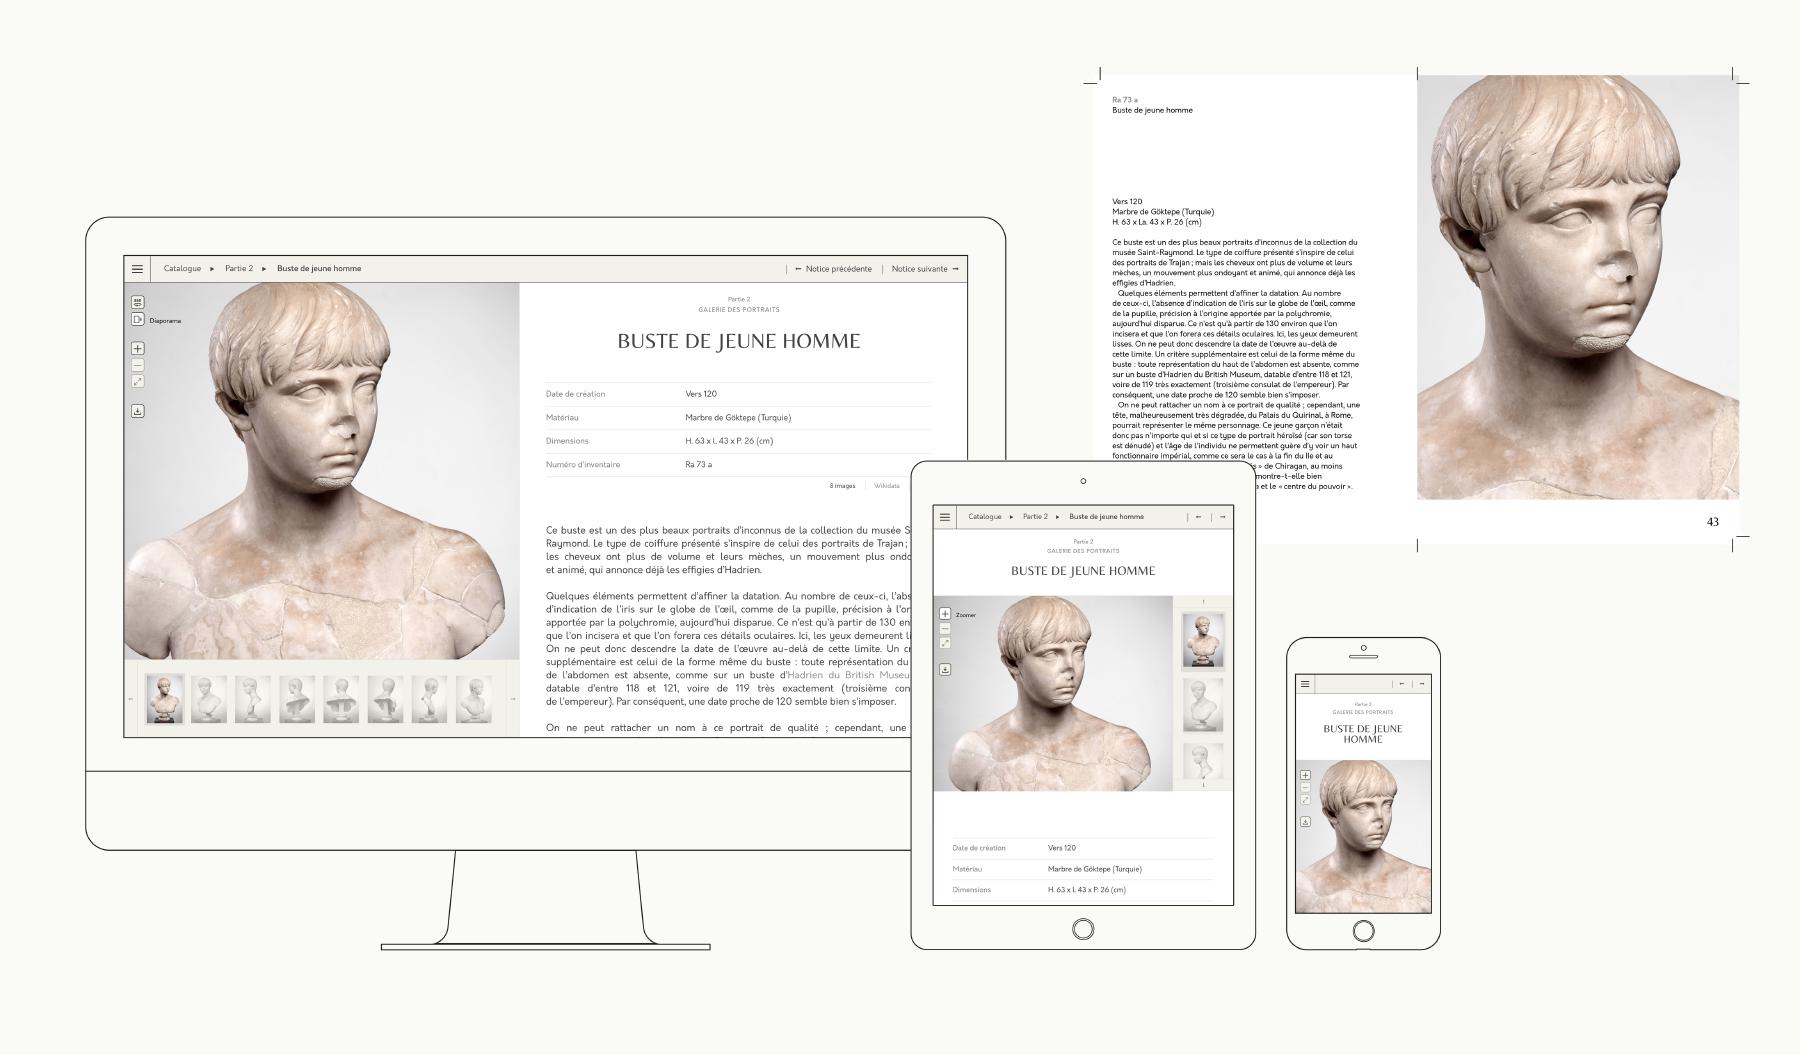 Ra 73 a
Buste de jeune homme
Vers 120
Marbre de Göktepe (Turquie)
H. 63 x La. 43 x P. 26 (cm)
Ce buste est un des plus beaux portraits d'inconnus de la collection du
musée Saint-Raymond. Le type de coiffure présenté s'inspire de celui
des portraits de Trajan ; mais les cheveux ont plus de volume et leurs
mèches, un mouvement plus ondoyant et animé, qui annonce déjà les
effigies d'Hadrien.
Quelques éléments permettent d'affiner la datation. Au nombre
de ceux-ci, l'absence d'indication de l'iris sur le globe de l'œil, comme
de la pupille, précision à l'origine apportée par la polychromie,
aujourd'hui disparue. Ce n'est qu'à partir de 130 environ que l'on
incisera et que l'on forera ces détails oculaires. Ici, les yeux demeurent
lisses. On ne peut donc descendre la date de l'œuvre au-delà de
cette limite. Un critère supplémentaire est celui de la forme même du
buste : toute représentation du haut de l'abdomen est absente, comme
sur un buste d'Hadrien du British Museum, datable d'entre 118 et 121,
voire de 119 très exactement (troisième consulat de l'empereur). Par
conséquent, une date proche de 120 semble bien s'imposer.
On ne peut rattacher un nom à ce portrait de qualité ; cependant, une
tête, malheureusement très dégradée, du Palais du Quirinal, à Rome,
pourrait représenter le même personnage. Ce jeune garçon n'était
donc pas n'importe qui et si ce type de portrait héroïsé (car son torse
est dénudé) et l'âge de l'individu ne permettent guère d'y voir un haut
fonctionnaire impérial, comme ce sera le cas à la fin du IIe et au
» de Chiragan, au moins
montre-t-elle bien
et le « centre du pouvoir ».
43
Catalogue ▸ Partie 2 ▸ Buste de jeune homme
← Notice précédente | Notice suivante →
Diaporama
Partie 2
GALERIE DES PORTRAITS
BUSTE DE JEUNE HOMME
Date de création Vers 120
Matériau Marbre de Göktepe (Turquie)
Dimensions H. 63 x l. 43 x P. 26 (cm)
Numéro d'inventaire Ra 73 a
8 images | Wikidata
Ce buste est un des plus beaux portraits d'inconnus de la collection du musée S
Raymond. Le type de coiffure présenté s'inspire de celui des portraits de Trajan ;
les cheveux ont plus de volume et leurs mèches, un mouvement plus ondo
et animé, qui annonce déjà les effigies d'Hadrien.
Quelques éléments permettent d'affiner la datation. Au nombre de ceux-ci, l'abs
d'indication de l'iris sur le globe de l'œil, comme de la pupille, précision à l'or
apportée par la polychromie, aujourd'hui disparue. Ce n'est qu'à partir de 130 en
que l'on incisera et que l'on forera ces détails oculaires. Ici, les yeux demeurent li
On ne peut donc descendre la date de l'œuvre au-delà de cette limite. Un cr
supplémentaire est celui de la forme même du buste : toute représentation du
de l'abdomen est absente, comme sur un buste d'Hadrien du British Museu
datable d'entre 118 et 121, voire de 119 très exactement (troisième con
de l'empereur). Par conséquent, une date proche de 120 semble bien s'imposer.
On ne peut rattacher un nom à ce portrait de qualité ; cependant, une
Catalogue ▸ Partie 2 ▸ Buste de jeune homme
Partie 2
GALERIE DES PORTRAITS
BUSTE DE JEUNE HOMME
Zoomer
Date de création Vers 120
Matériau Marbre de Göktepe (Turquie)
Dimensions H. 63 x l. 43 x P. 26 (cm)
Partie 2
GALERIE DES PORTRAITS
BUSTE DE JEUNE
HOMME